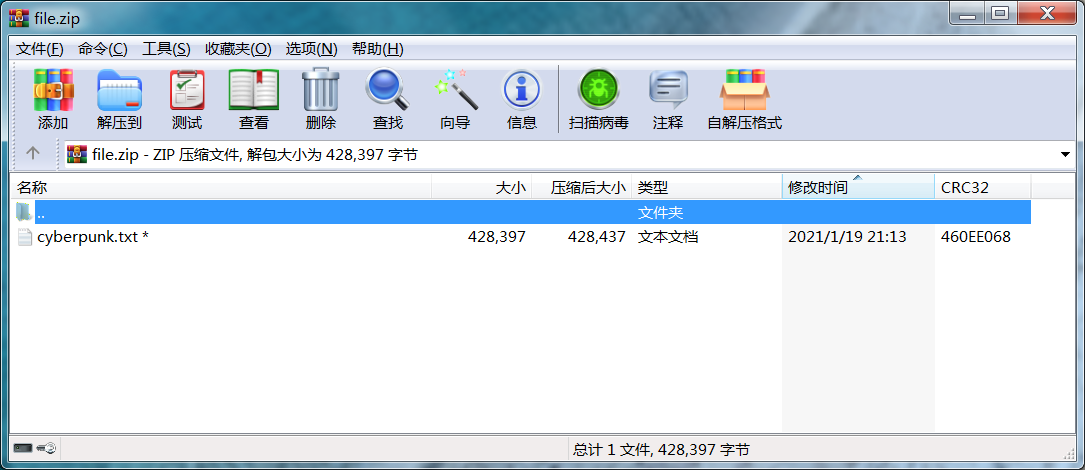 file.zip
文件(F) 命令(C) 工具(S) 收藏夹(O) 选项(N) 帮助(H)
添加 解压到 测试 查看 删除 查找 向导 信息 扫描病毒 注释 自解压格式
file.zip - ZIP 压缩文件, 解包大小为 428,397 字节
名称 大小 压缩后大小 类型 修改时间 CRC32
.. 文件夹
cyberpunk.txt * 428,397 428,437 文本文档 2021/1/19 21:13 460EE068
总计 1 文件, 428,397 字节